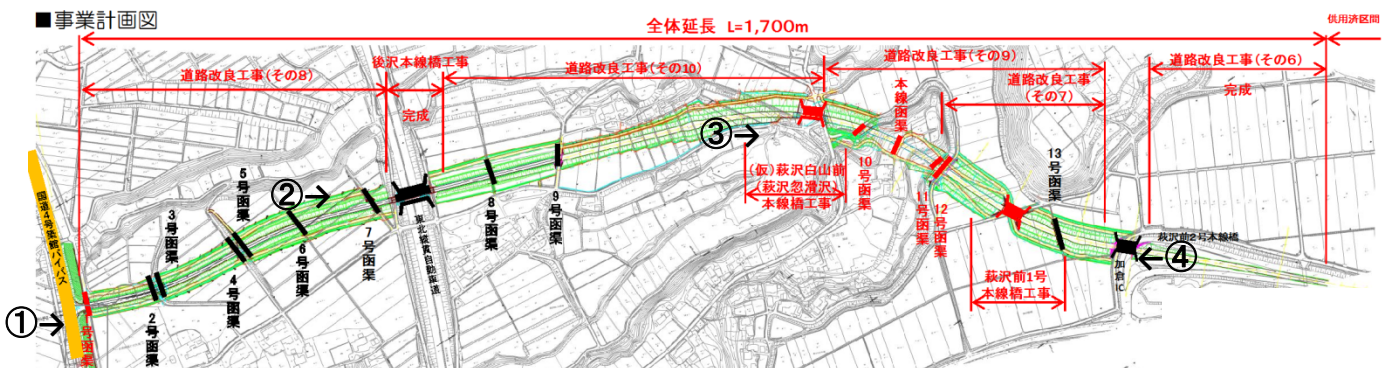 ■事業計画図
全体延長 L=1,700m
供用済区間
道路改良工事(その8)
後沢本線橋工事
完成
道路改良工事(その10)
道路改良工事(その9)
道路改良工事
(その7)
道路改良工事(その6)
完成
国道4号築館バイパス
①→
1号函渠
2号函渠
3号函渠
4号函渠
5号函渠
6号函渠
②→
7号函渠
東北縦貫自動車道
8号函渠
9号函渠
③→
(仮)萩沢白山前
(萩沢忽滑沢)
本線橋工事
10号函渠
本線函渠
11号函渠
12号函渠
萩沢前1号
本線橋工事
13号函渠
萩沢前2号本線橋
加倉IC
←④